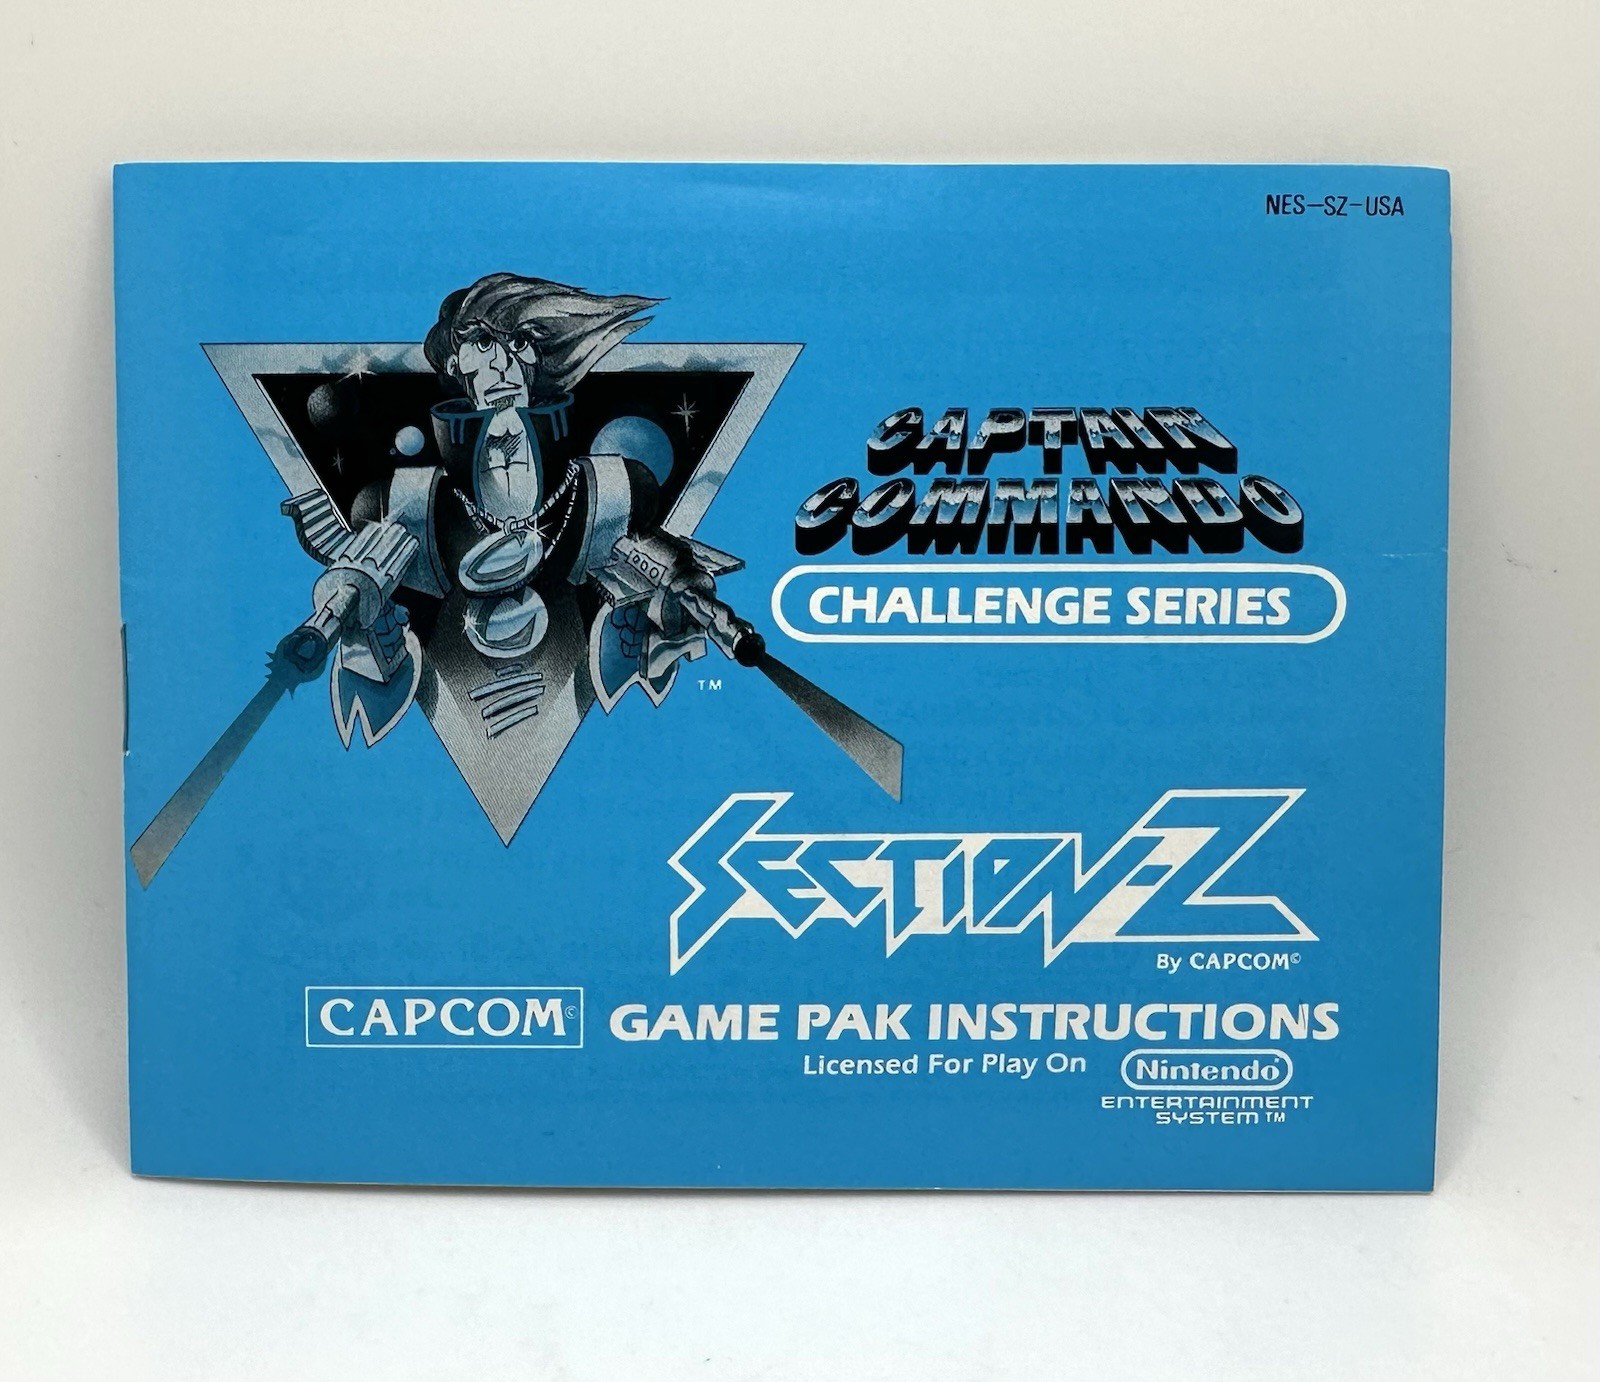 NES-SZ-USA
CAPTAIN
COMMANDO
CHALLENGE SERIES
TM
SECTION-Z
By CAPCOM©
CAPCOM© GAME PAK INSTRUCTIONS
Licensed For Play On Nintendo
ENTERTAINMENT
SYSTEM TM